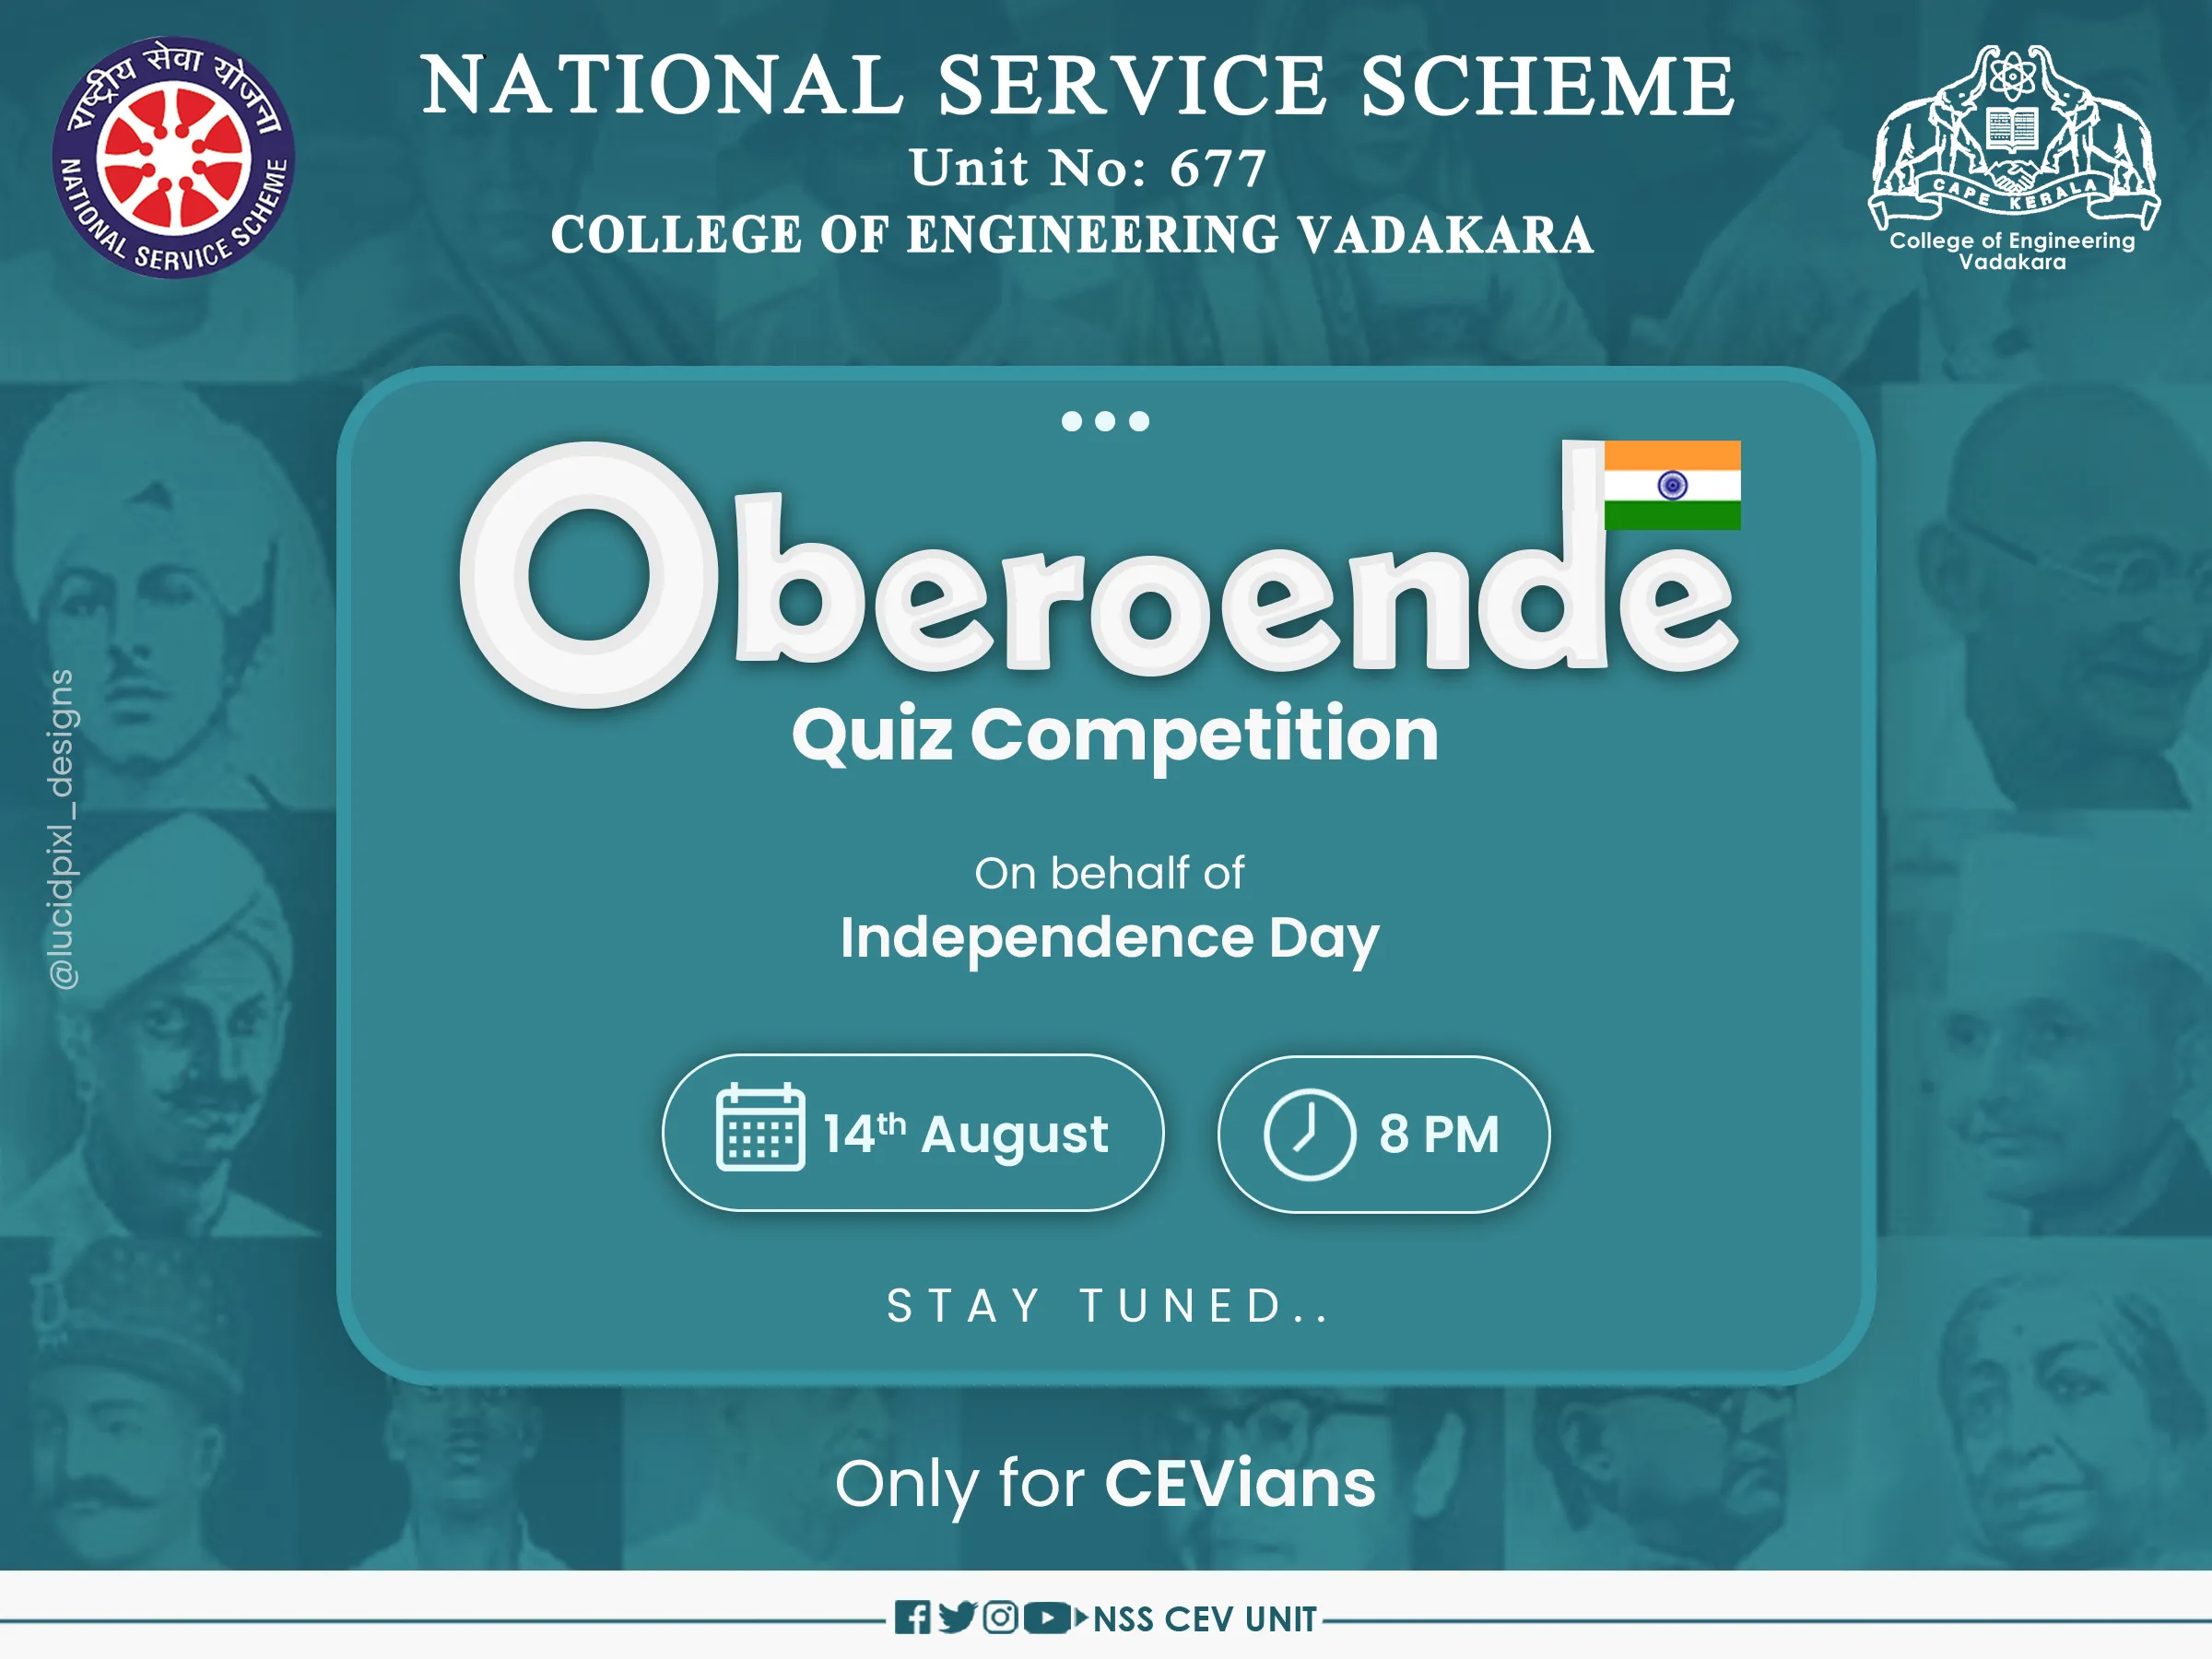 राष्ट्रीय सेवा योजना
NATIONAL SERVICE SCHEME
NATIONAL SERVICE SCHEME
Unit No: 677
COLLEGE OF ENGINEERING VADAKARA
CAPE KERALA
College of Engineering
Vadakara
Oberoende
Quiz Competition
On behalf of
Independence Day
14th August
8 PM
STAY TUNED..
@lucidpixl_designs
Only for CEVians
NSS CEV UNIT